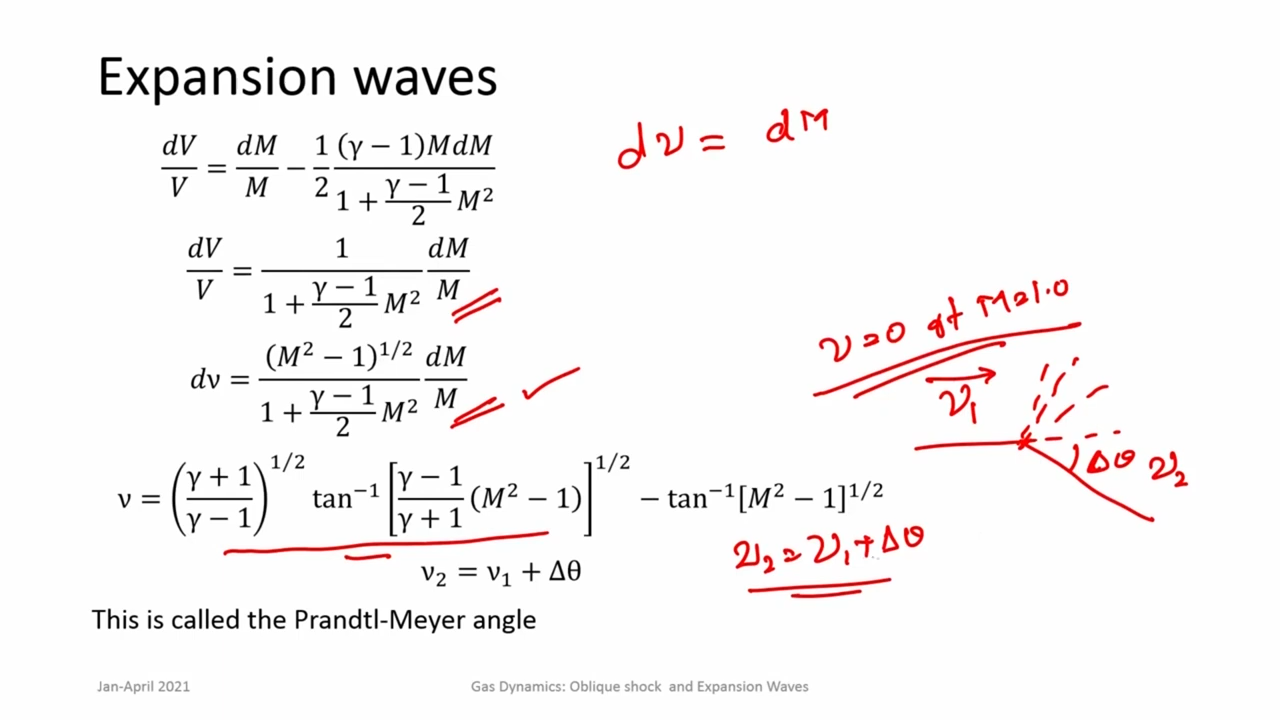 Expansion waves
dV/V = dM/M − 1/2 (γ − 1)MdM / (1 + (γ − 1)/2 M²)
dν = dM
dV/V = 1 / (1 + (γ − 1)/2 M²) dM/M
ν = 0 at M=1.0
dν = (M² − 1)^1/2 / (1 + (γ − 1)/2 M²) dM/M
ν₁
Δθ ν₂
ν = ((γ + 1)/(γ − 1))^1/2 tan⁻¹ [(γ − 1)/(γ + 1) (M² − 1)]^1/2 − tan⁻¹[M² − 1]^1/2
ν₂ = ν₁ + Δθ
ν₂ = ν₁ + Δθ
This is called the Prandtl-Meyer angle
Jan-April 2021
Gas Dynamics: Oblique shock and Expansion Waves